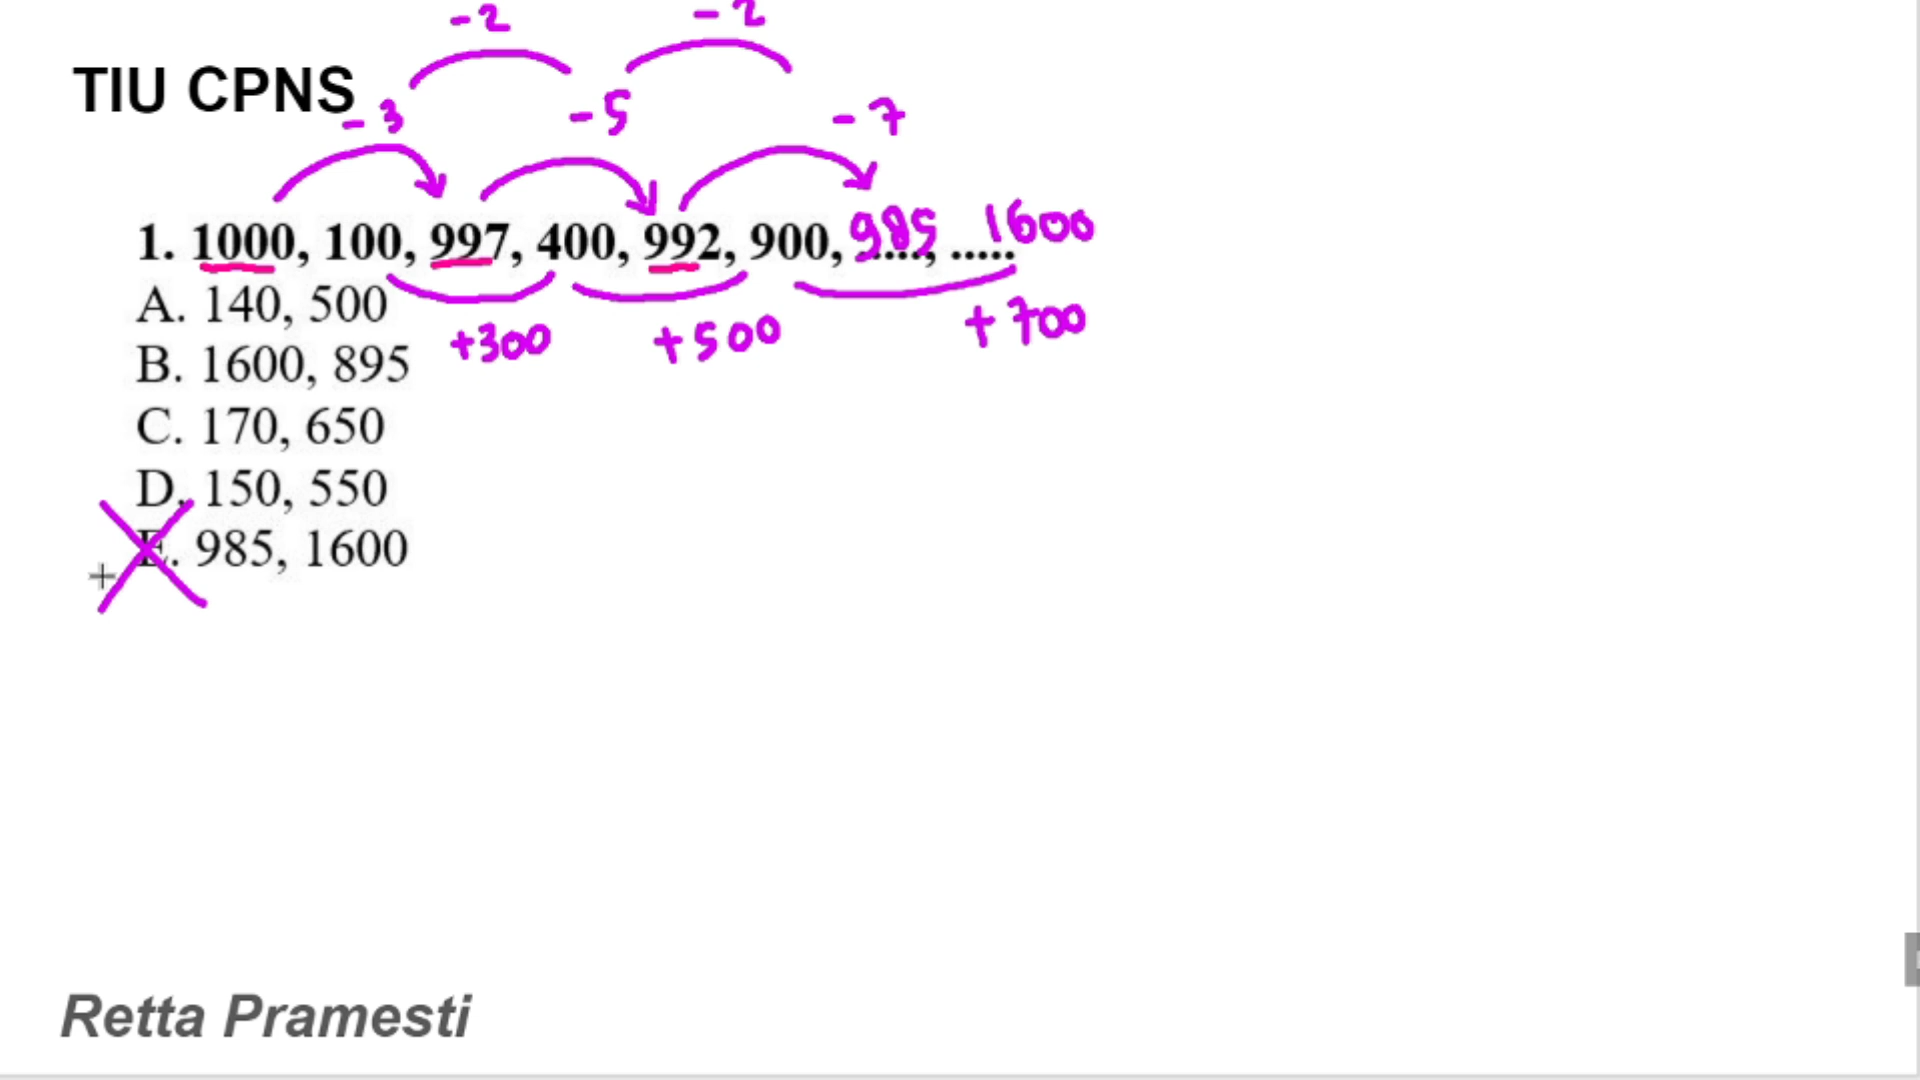 -2 -2
TIU CPNS
-3 -5 -7
1. 1000, 100, 997, 400, 992, 900, ....., .....
985 1600
A. 140, 500
+300 +500 +700
B. 1600, 895
C. 170, 650
D. 150, 550
E. 985, 1600
Retta Pramesti